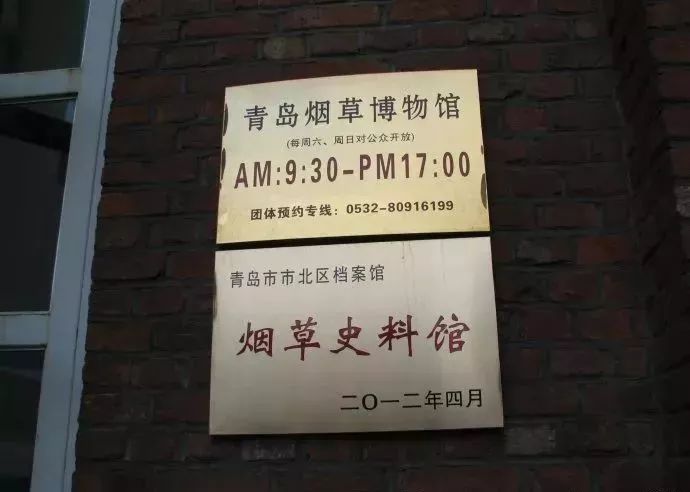 青岛烟草博物馆
(每周六、周日对公众开放)
AM:9:30-PM17:00
团体预约专线: 0532-80916199
青岛市市北区档案馆
烟草史料馆
二〇一二年四月